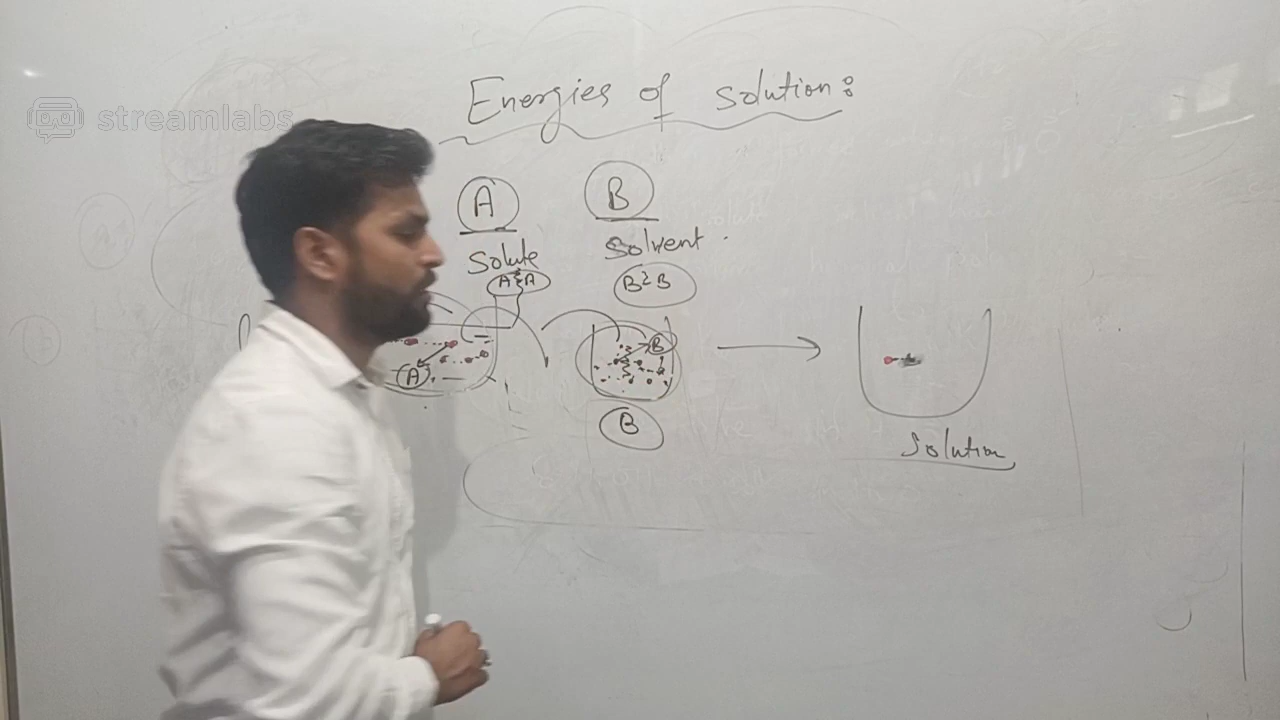 streamlabs
Energies of solution:
A B
Solute Solvent
A A B B
B
A
B
Solution